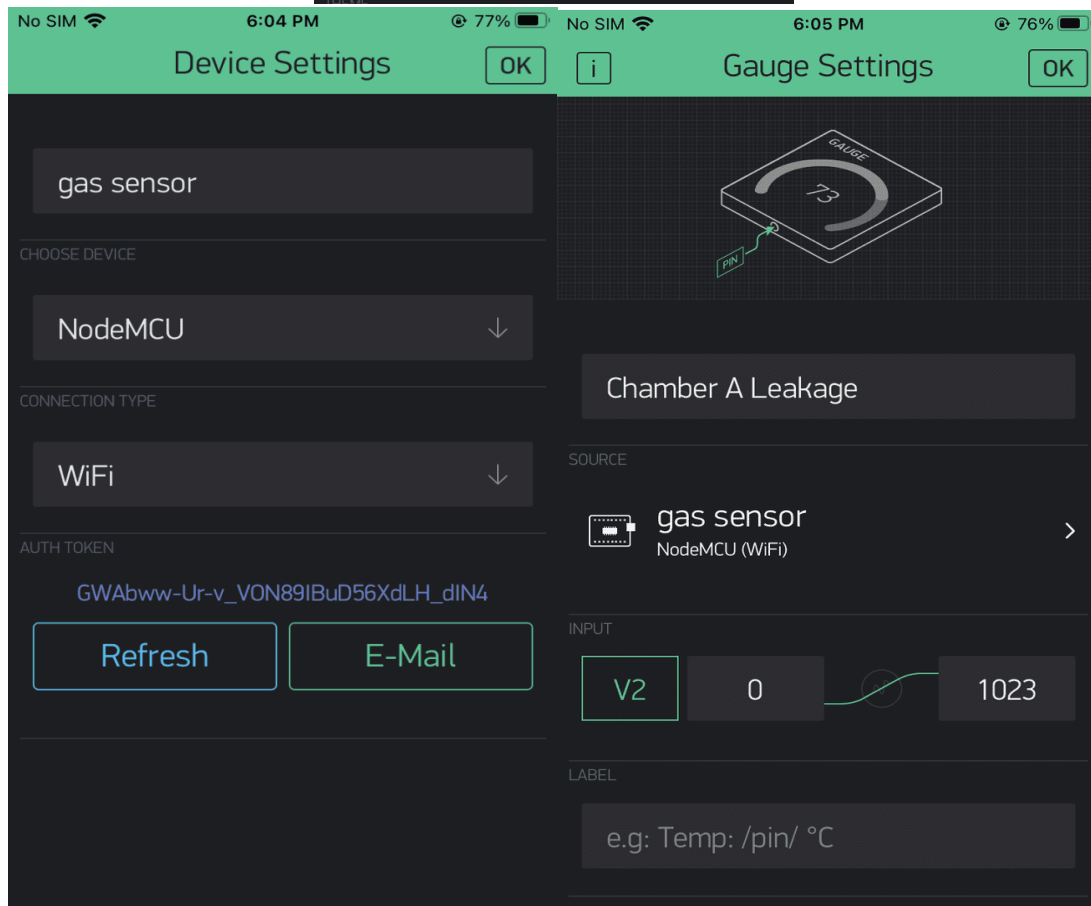 No SIM 6:04 PM 77%
Device Settings OK
gas sensor
CHOOSE DEVICE
NodeMCU
CONNECTION TYPE
WiFi
AUTH TOKEN
GWAbww-Ur-v_VON89IBuD56XdLH_dIN4
Refresh E-Mail
No SIM 6:05 PM 76%
i Gauge Settings OK
GAUGE
73
PIN
Chamber A Leakage
SOURCE
gas sensor
NodeMCU (WiFi)
INPUT
V2 0 1023
LABEL
e.g: Temp: /pin/ °C